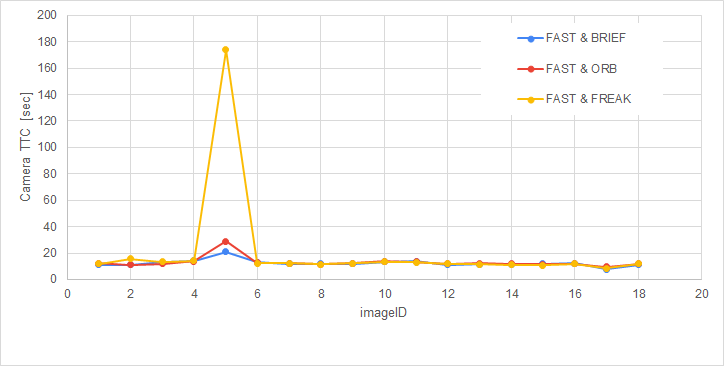 200
180
160
140
120
100
80
60
40
20
0
Camera TTC [sec]
0 2 4 6 8 10 12 14 16 18 20
imageID
FAST & BRIEF
FAST & ORB
FAST & FREAK